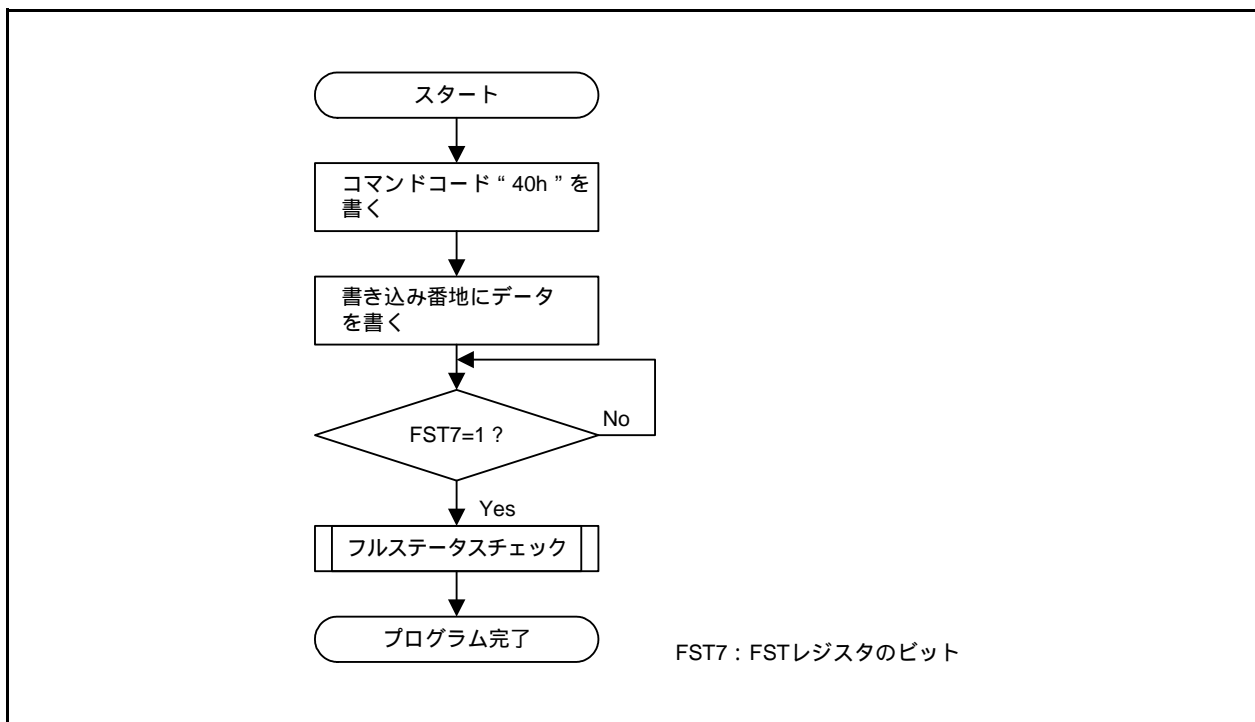 スタート
コマンドコード“ 40h ”を
書く
書き込み番地にデータ
を書く
FST7=1 ?
No
Yes
フルステータスチェック
プログラム完了
FST7 : FSTレジスタのビット